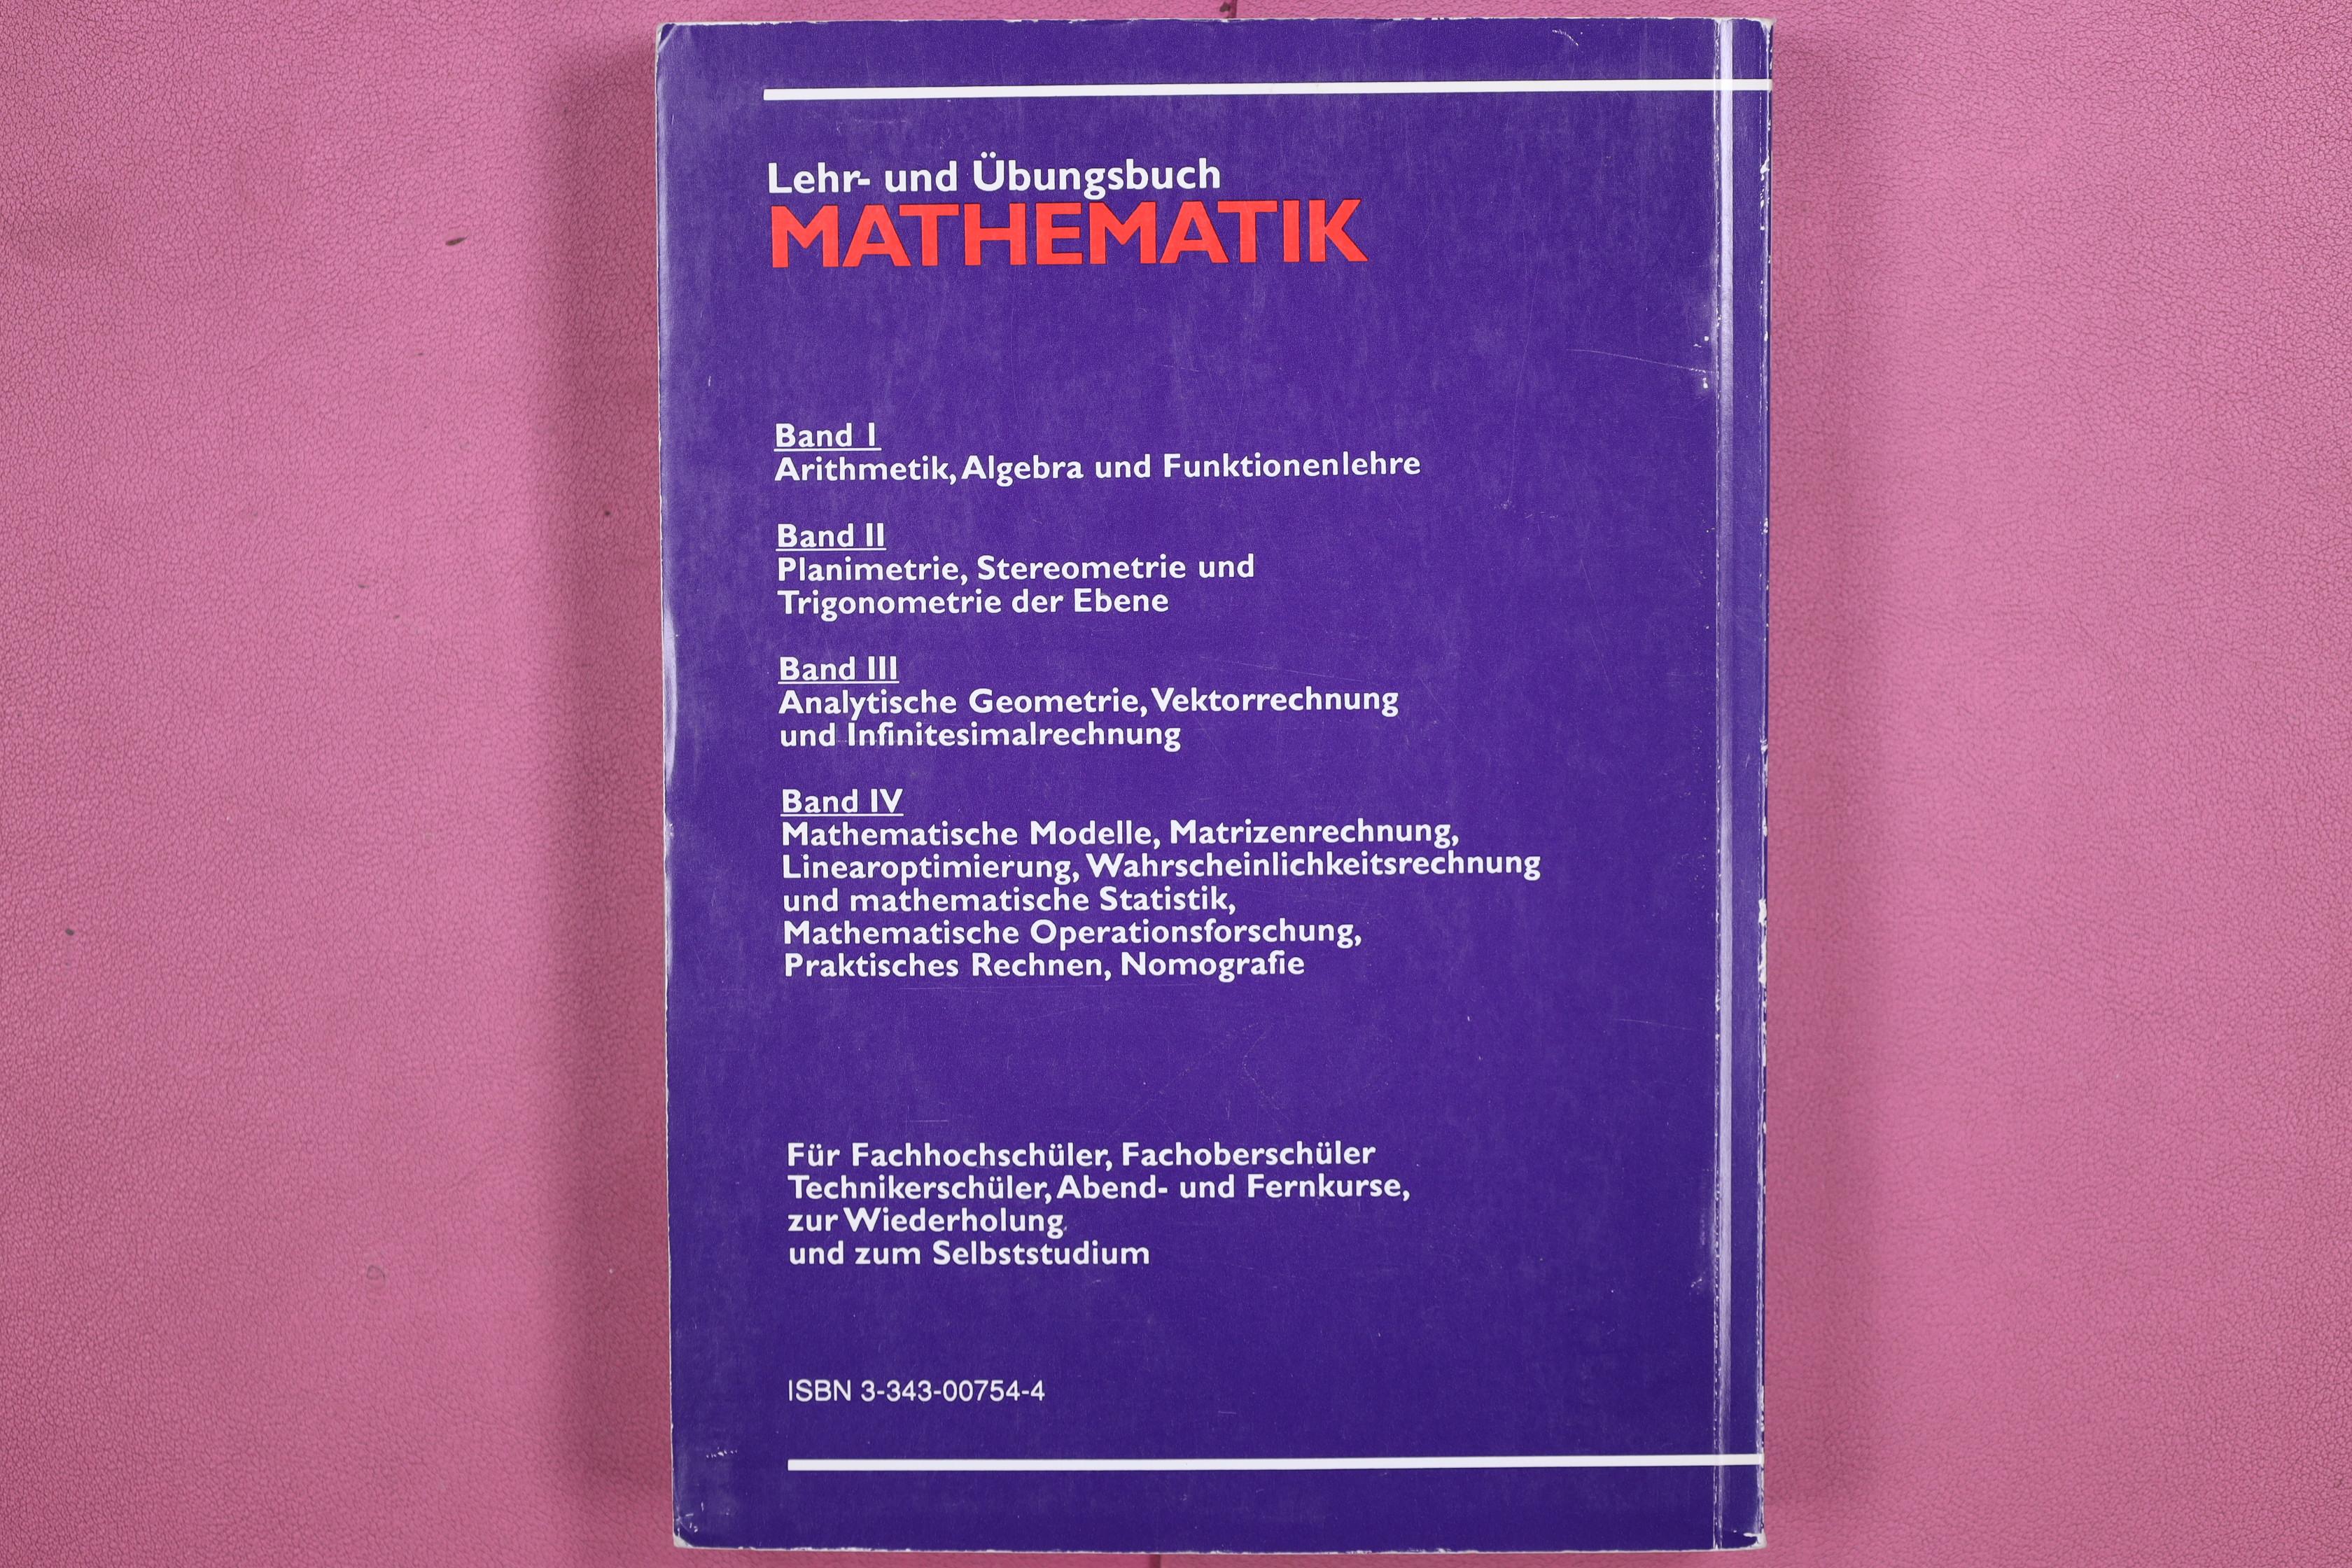 Lehr- und Übungsbuch
MATHEMATIK
Band I
Arithmetik, Algebra und Funktionenlehre
Band II
Planimetrie, Stereometrie und
Trigonometrie der Ebene
Band III
Analytische Geometrie, Vektorrechnung
und Infinitesimalrechnung
Band IV
Mathematische Modelle, Matrizenrechnung,
Linearoptimierung, Wahrscheinlichkeitsrechnung
und mathematische Statistik,
Mathematische Operationsforschung,
Praktisches Rechnen, Nomografie
Für Fachhochschüler, Fachoberschüler
Technikerschüler, Abend- und Fernkurse,
zur Wiederholung
und zum Selbststudium
ISBN 3-343-00754-4